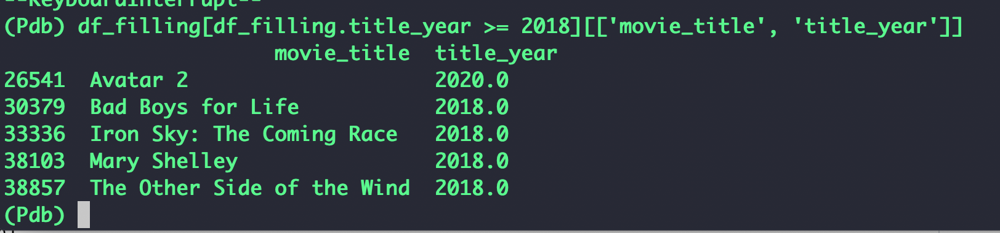 --KeyboardInterrupt--
(Pdb) df_filling[df_filling.title_year >= 2018][['movie_title', 'title_year']]
movie_title title_year
26541 Avatar 2 2020.0
30379 Bad Boys for Life 2018.0
33336 Iron Sky: The Coming Race 2018.0
38103 Mary Shelley 2018.0
38857 The Other Side of the Wind 2018.0
(Pdb)